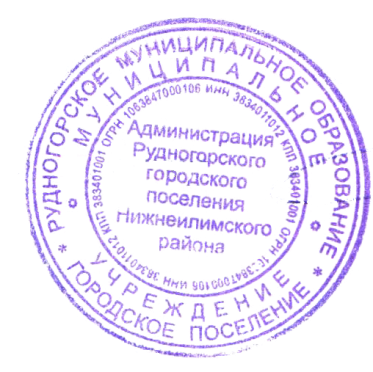 РУДНОГОРСКОЕ МУНИЦИПАЛЬНОЕ ОБРАЗОВАНИЕ
* ГОРОДСКОЕ ПОСЕЛЕНИЕ *
МУНИЦИПАЛЬНОЕ
УЧРЕЖДЕНИЕ
ОГРН 1063847000106 ИНН 3834011012 КПП 383401001
ОГРН 1063847000106 ИНН 3834011012 КПП 383401001
Администрация
Рудногорского
городского
поселения
Нижнеилимского
района